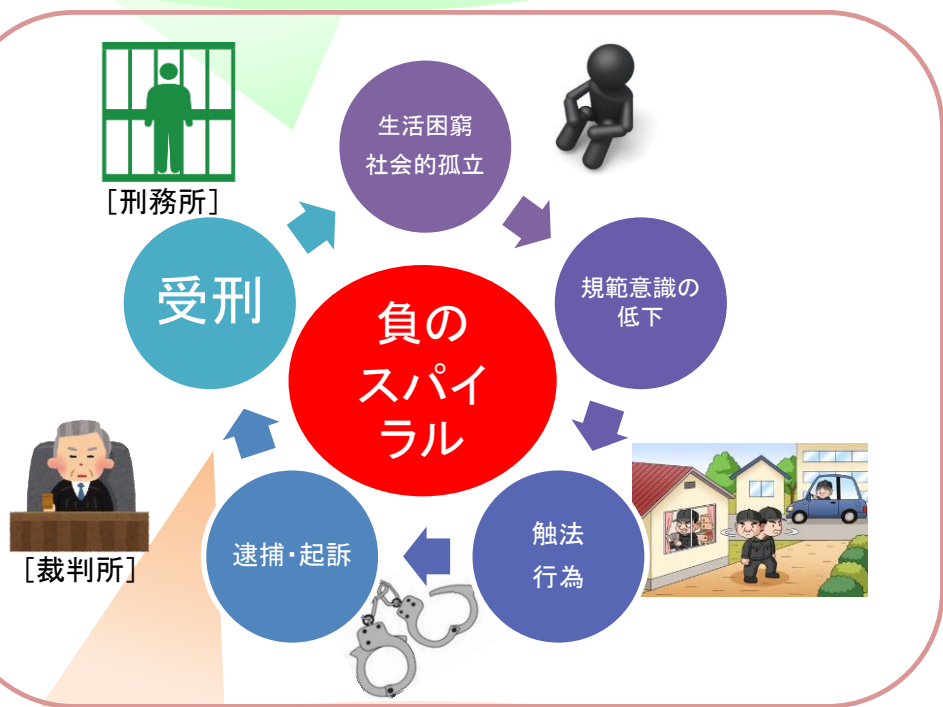 生活困窮
社会的孤立
[刑務所]
受刑
規範意識の
低下
負の
スパイ
ラル
触法
行為
逮捕・起訴
[裁判所]